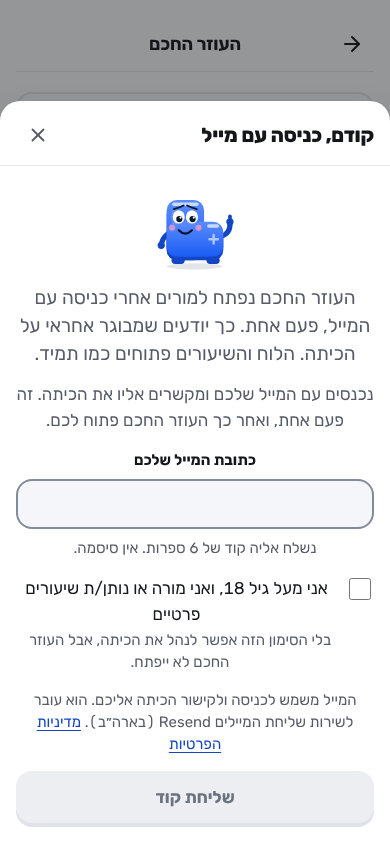 העוזר החכם
קודם, כניסה עם מייל
העוזר החכם נפתח למורים אחרי כניסה עם
המייל, פעם אחת. כך יודעים שמבוגר אחראי על
הכיתה. הלוח והשיעורים פתוחים כמו תמיד.
נכנסים עם המייל שלכם ומקשרים אליו את הכיתה. זה
פעם אחת, ואחר כך העוזר החכם פתוח לכם.
כתובת המייל שלכם
נשלח אליה קוד של 6 ספרות. אין סיסמה.
אני מעל גיל 18, ואני מורה או נותן/ת שיעורים
פרטיים
בלי הסימון הזה אפשר לנהל את הכיתה, אבל העוזר
החכם לא ייפתח.
המייל משמש לכניסה ולקישור הכיתה אליכם. הוא עובר
לשירות שליחת המיילים Resend (בארה״ב). מדיניות
הפרטיות
שליחת קוד